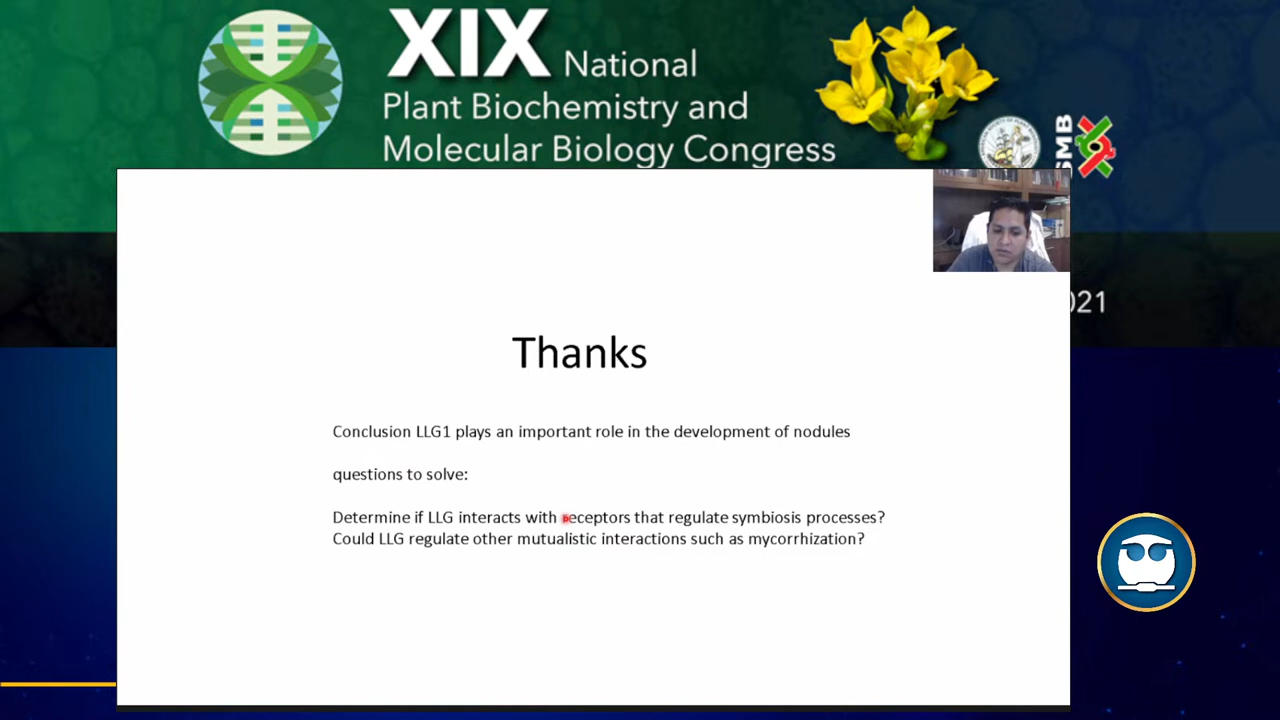 XIX National
Plant Biochemistry and
Molecular Biology Congress
SMB
021
Thanks
Conclusion LLG1 plays an important role in the development of nodules
questions to solve:
Determine if LLG interacts with receptors that regulate symbiosis processes?
Could LLG regulate other mutualistic interactions such as mycorrhization?